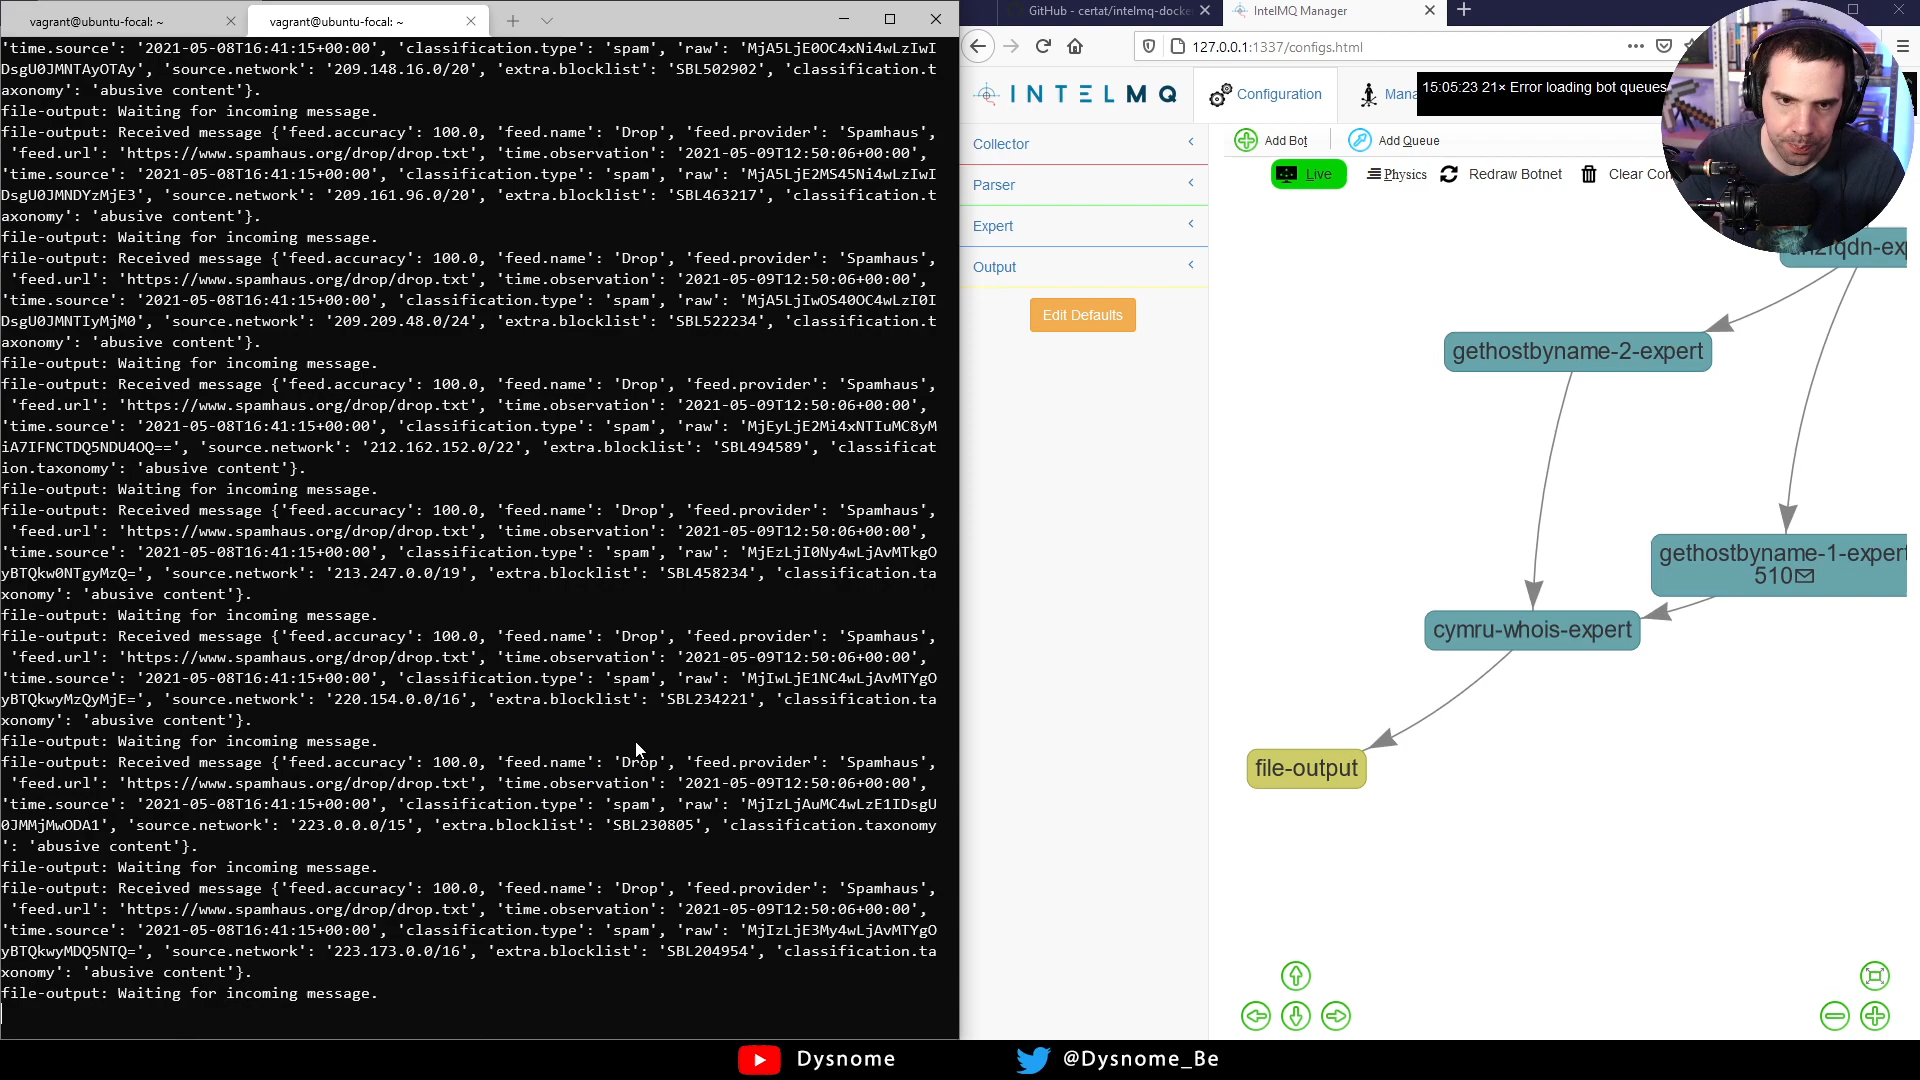 vagrant@ubuntu-focal: ~
vagrant@ubuntu-focal: ~
'time.source': '2021-05-08T16:41:15+00:00', 'classification.type': 'spam', 'raw': 'MjA5LjE0OC4xNi4wLzIwI
DsgU0JMNTAyOTAy', 'source.network': '209.148.16.0/20', 'extra.blocklist': 'SBL502902', 'classification.t
axonomy': 'abusive content'}.
file-output: Waiting for incoming message.
file-output: Received message {'feed.accuracy': 100.0, 'feed.name': 'Drop', 'feed.provider': 'Spamhaus',
'feed.url': 'https://www.spamhaus.org/drop/drop.txt', 'time.observation': '2021-05-09T12:50:06+00:00',
'time.source': '2021-05-08T16:41:15+00:00', 'classification.type': 'spam', 'raw': 'MjA5LjE2MS45Ni4wLzIwI
DsgU0JMNDYzMjE3', 'source.network': '209.161.96.0/20', 'extra.blocklist': 'SBL463217', 'classification.t
axonomy': 'abusive content'}.
file-output: Waiting for incoming message.
file-output: Received message {'feed.accuracy': 100.0, 'feed.name': 'Drop', 'feed.provider': 'Spamhaus',
'feed.url': 'https://www.spamhaus.org/drop/drop.txt', 'time.observation': '2021-05-09T12:50:06+00:00',
'time.source': '2021-05-08T16:41:15+00:00', 'classification.type': 'spam', 'raw': 'MjA5LjIwOS40OC4wLzI0I
DsgU0JMNTIyMjM0', 'source.network': '209.209.48.0/24', 'extra.blocklist': 'SBL522234', 'classification.t
axonomy': 'abusive content'}.
file-output: Waiting for incoming message.
file-output: Received message {'feed.accuracy': 100.0, 'feed.name': 'Drop', 'feed.provider': 'Spamhaus',
'feed.url': 'https://www.spamhaus.org/drop/drop.txt', 'time.observation': '2021-05-09T12:50:06+00:00',
'time.source': '2021-05-08T16:41:15+00:00', 'classification.type': 'spam', 'raw': 'MjEyLjE2Mi4xNTIuMC8yM
iA7IFNCTDQ5NDU4OQ==', 'source.network': '212.162.152.0/22', 'extra.blocklist': 'SBL494589', 'classificat
ion.taxonomy': 'abusive content'}.
file-output: Waiting for incoming message.
file-output: Received message {'feed.accuracy': 100.0, 'feed.name': 'Drop', 'feed.provider': 'Spamhaus',
'feed.url': 'https://www.spamhaus.org/drop/drop.txt', 'time.observation': '2021-05-09T12:50:06+00:00',
'time.source': '2021-05-08T16:41:15+00:00', 'classification.type': 'spam', 'raw': 'MjEzLjI0Ny4wLjAvMTkgO
yBTQkw0NTgyMzQ=', 'source.network': '213.247.0.0/19', 'extra.blocklist': 'SBL458234', 'classification.ta
xonomy': 'abusive content'}.
file-output: Waiting for incoming message.
file-output: Received message {'feed.accuracy': 100.0, 'feed.name': 'Drop', 'feed.provider': 'Spamhaus',
'feed.url': 'https://www.spamhaus.org/drop/drop.txt', 'time.observation': '2021-05-09T12:50:06+00:00',
'time.source': '2021-05-08T16:41:15+00:00', 'classification.type': 'spam', 'raw': 'MjIwLjE1NC4wLjAvMTYgO
yBTQkwyMzQyMjE=', 'source.network': '220.154.0.0/16', 'extra.blocklist': 'SBL234221', 'classification.ta
xonomy': 'abusive content'}.
file-output: Waiting for incoming message.
file-output: Received message {'feed.accuracy': 100.0, 'feed.name': 'Drop', 'feed.provider': 'Spamhaus',
'feed.url': 'https://www.spamhaus.org/drop/drop.txt', 'time.observation': '2021-05-09T12:50:06+00:00',
'time.source': '2021-05-08T16:41:15+00:00', 'classification.type': 'spam', 'raw': 'MjIzLjAuMC4wLzE1IDsgU
0JMMjMwODA1', 'source.network': '223.0.0.0/15', 'extra.blocklist': 'SBL230805', 'classification.taxonomy
': 'abusive content'}.
file-output: Waiting for incoming message.
file-output: Received message {'feed.accuracy': 100.0, 'feed.name': 'Drop', 'feed.provider': 'Spamhaus',
'feed.url': 'https://www.spamhaus.org/drop/drop.txt', 'time.observation': '2021-05-09T12:50:06+00:00',
'time.source': '2021-05-08T16:41:15+00:00', 'classification.type': 'spam', 'raw': 'MjIzLjE3My4wLjAvMTYgO
yBTQkwyMDQ5NTQ=', 'source.network': '223.173.0.0/16', 'extra.blocklist': 'SBL204954', 'classification.ta
xonomy': 'abusive content'}.
file-output: Waiting for incoming message.
GitHub - certat/intelmq-docke
IntelMQ Manager
127.0.0.1:1337/configs.html
INTELMQ
Configuration
Mana
15:05:23 21× Error loading bot queues
Collector
Parser
Expert
Output
Edit Defaults
Add Bot
Add Queue
Live
Physics
Redraw Botnet
Clear Con
gethostbyname-2-expert
gethostbyname-1-expert
510
cymru-whois-expert
file-output
Dysnome
@Dysnome_Be